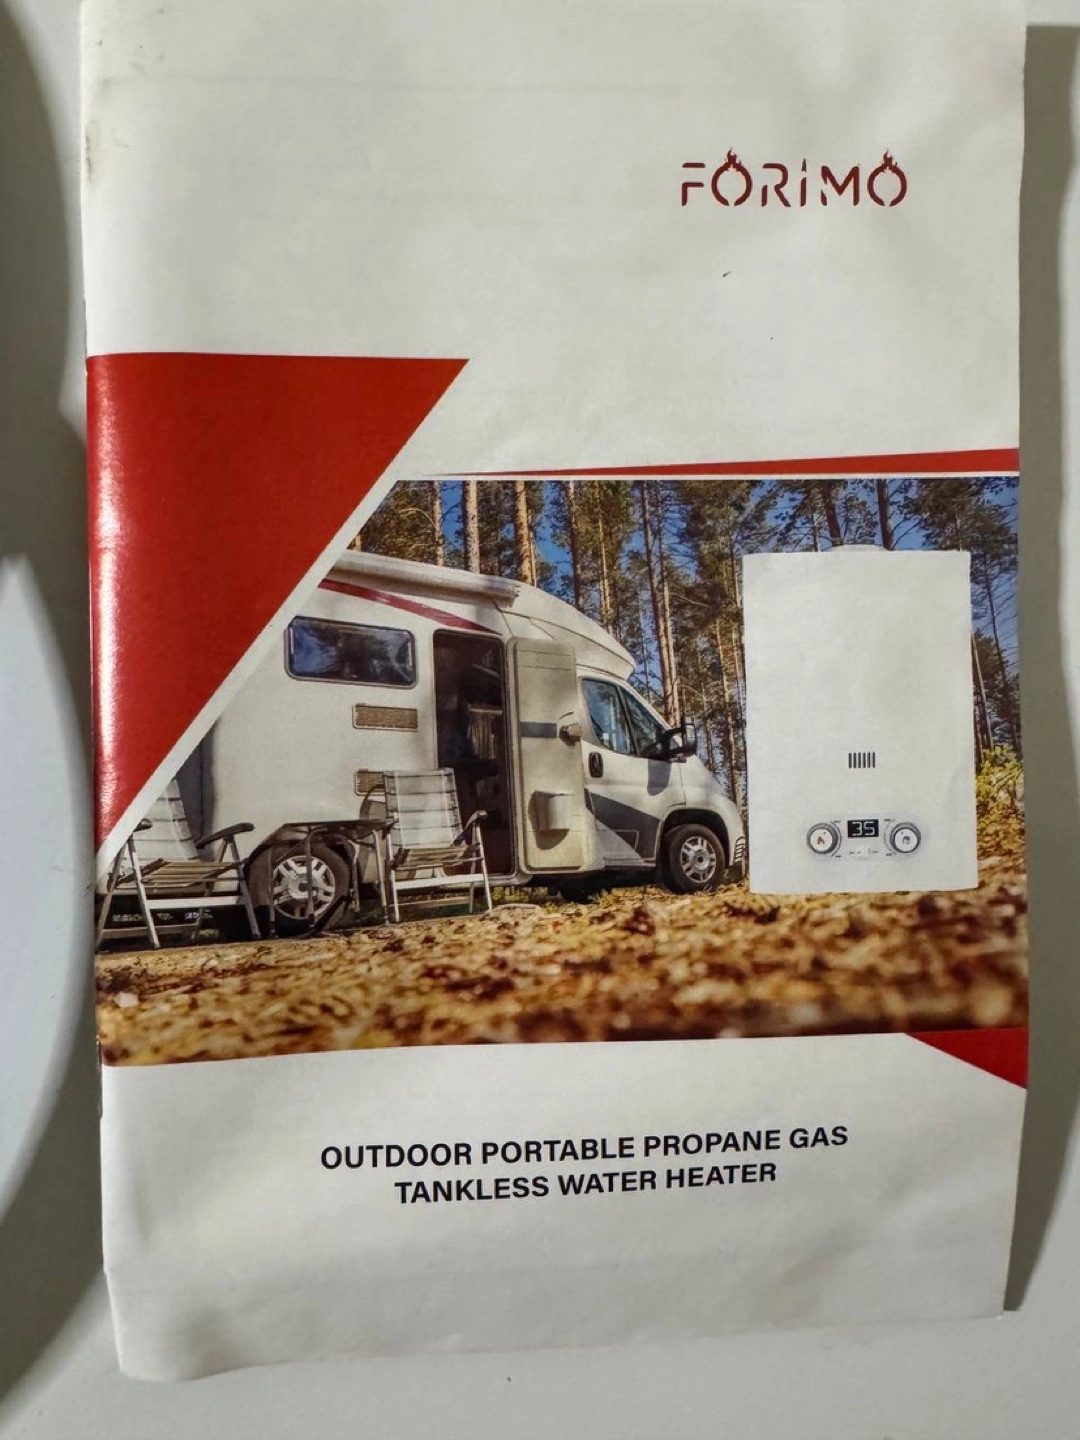 FORIMO
35
OUTDOOR PORTABLE PROPANE GAS
TANKLESS WATER HEATER